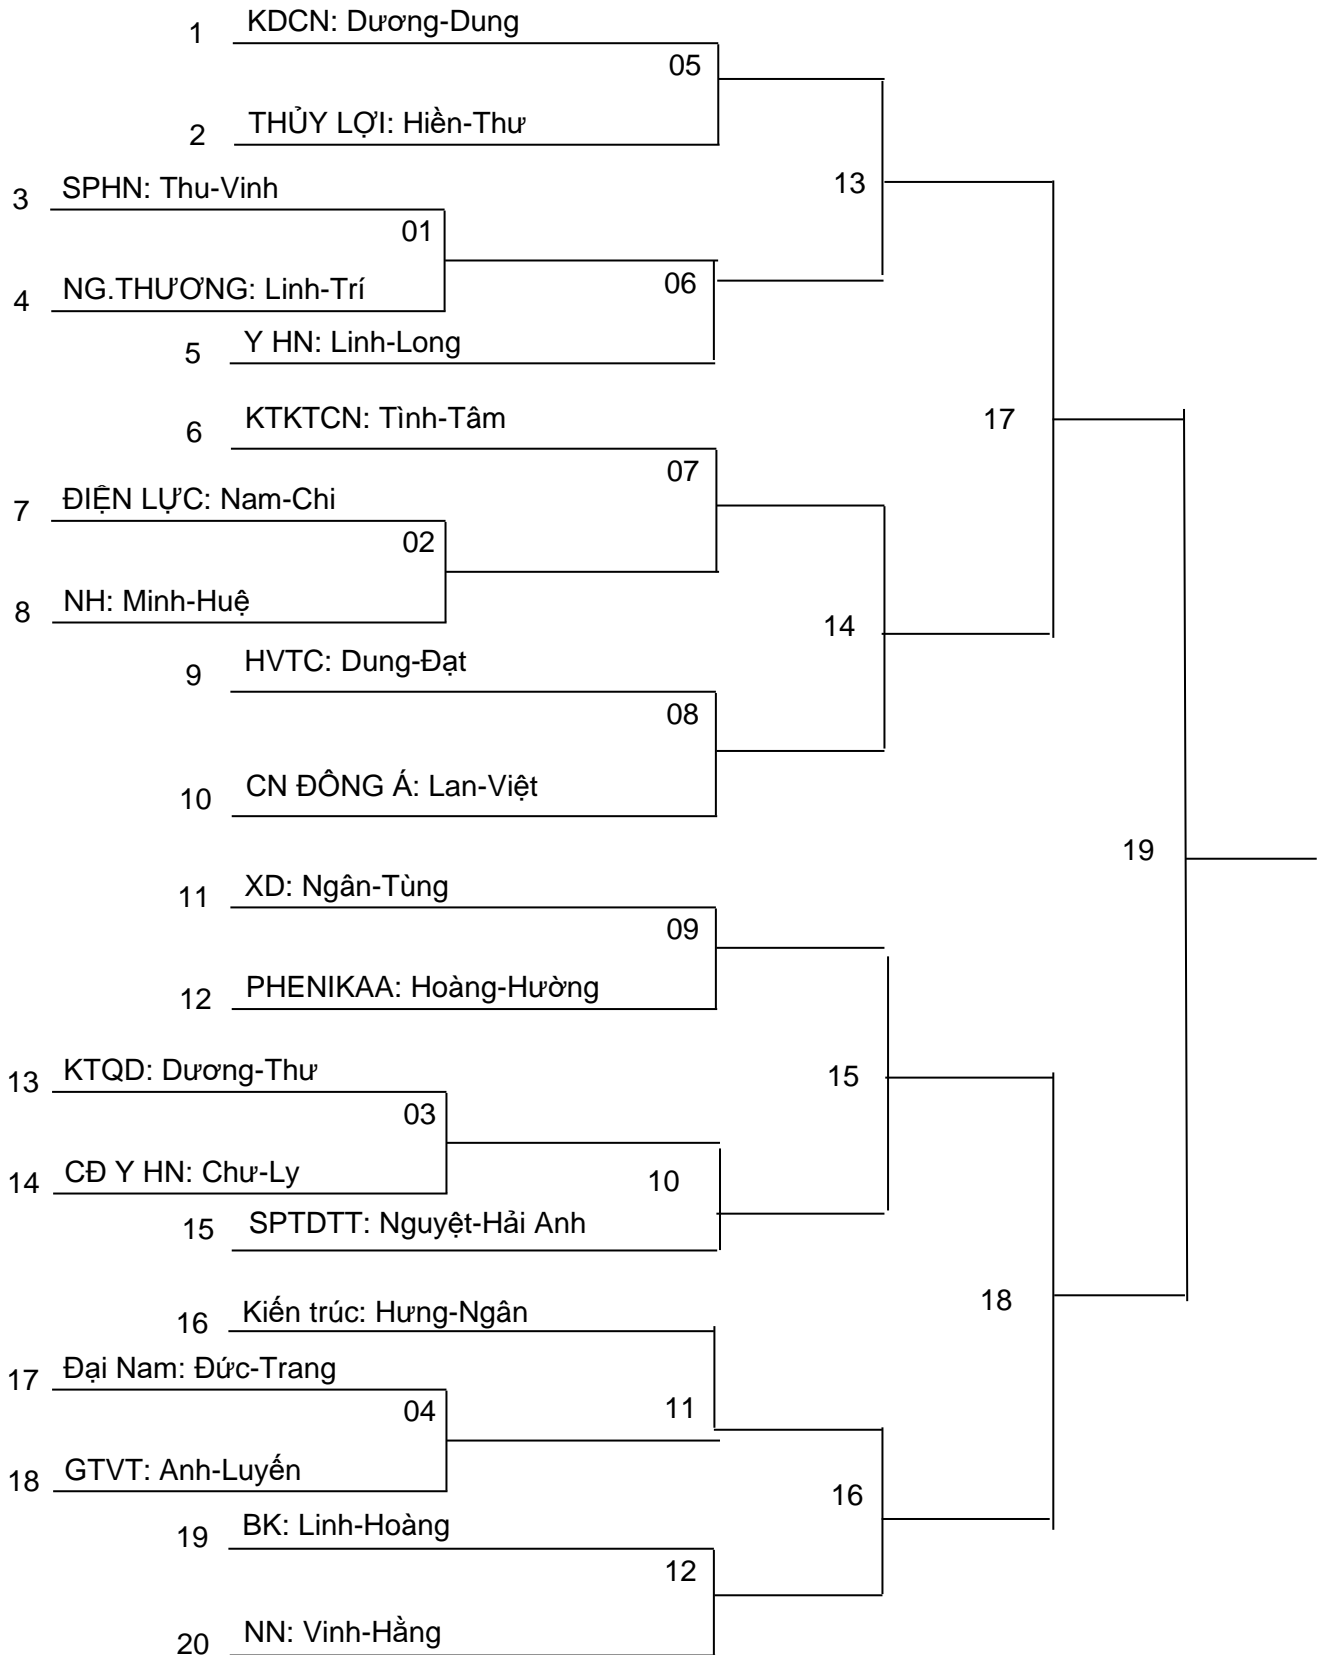 1 KDCN: Dương-Dung
05
2 THỦY LỢI: Hiền-Thư
3 SPHN: Thu-Vinh
13
01
4 NG.THƯƠNG: Linh-Trí
06
5 Y HN: Linh-Long
6 KTKTCN: Tình-Tâm
17
07
7 ĐIỆN LỰC: Nam-Chi
02
8 NH: Minh-Huệ
14
9 HVTC: Dung-Đạt
08
10 CN ĐÔNG Á: Lan-Việt
19
11 XD: Ngân-Tùng
09
12 PHENIKAA: Hoàng-Hường
13 KTQD: Dương-Thư
15
03
14 CĐ Y HN: Chư-Ly
10
15 SPTDTT: Nguyệt-Hải Anh
18
16 Kiến trúc: Hưng-Ngân
17 Đại Nam: Đức-Trang
04
11
18 GTVT: Anh-Luyến
16
19 BK: Linh-Hoàng
12
20 NN: Vinh-Hằng